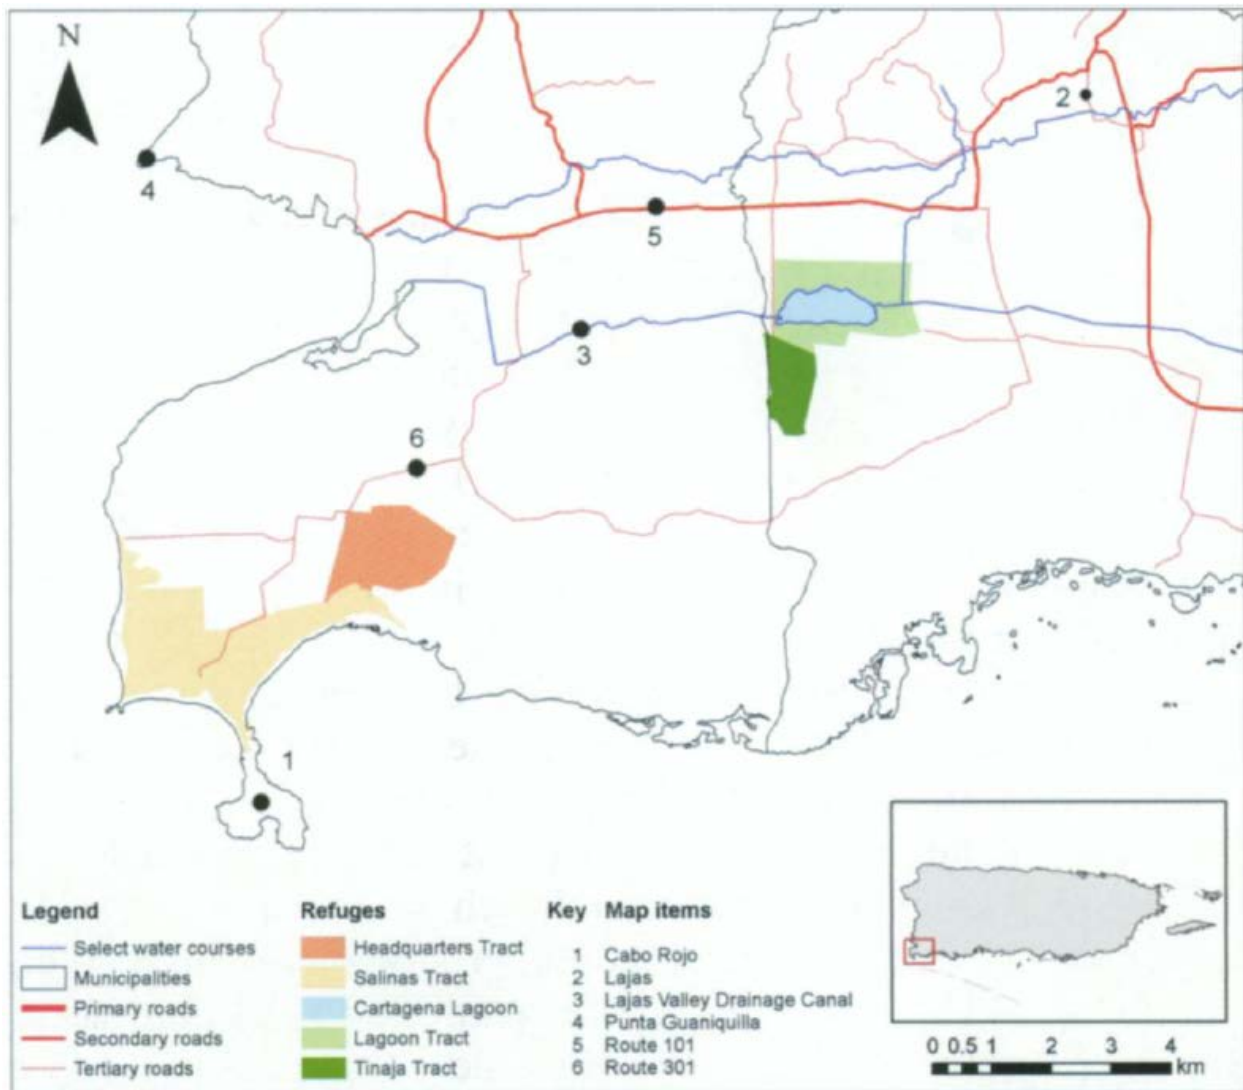 N
2
4
5
3
6
1
Legend
Select water courses
Municipalities
Primary roads
Secondary roads
Tertiary roads
Refuges
Headquarters Tract
Salinas Tract
Cartagena Lagoon
Lagoon Tract
Tinaja Tract
Key Map items
1 Cabo Rojo
2 Lajas
3 Lajas Valley Drainage Canal
4 Punta Guaniquilla
5 Route 101
6 Route 301
0 0.5 1 2 3 4
km